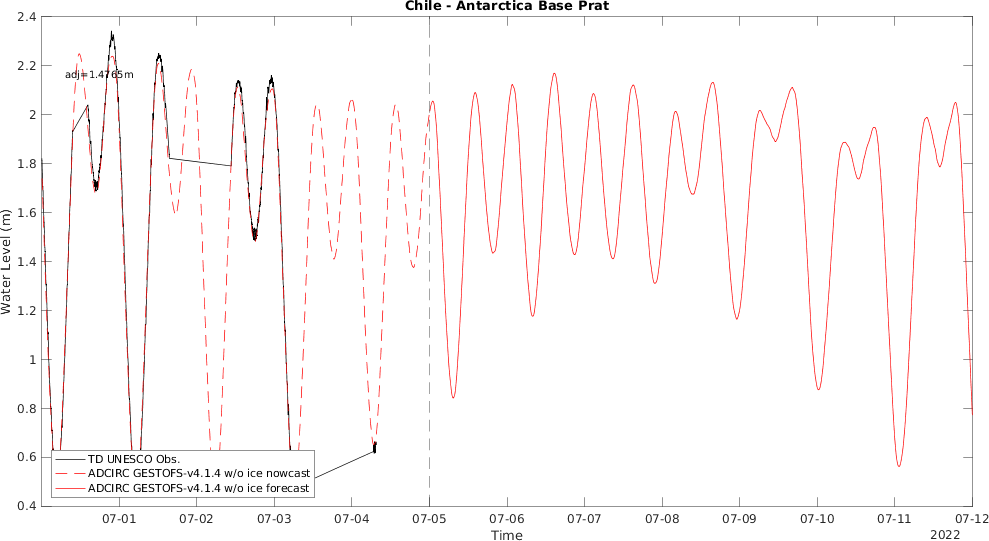 Chile - Antarctica Base Prat
2.4
2.2
2
1.8
1.6
1.4
1.2
1
0.8
0.6
0.4
Water Level (m)
adj=1.4765m
TD UNESCO Obs.
ADCIRC GESTOFS-v4.1.4 w/o ice nowcast
ADCIRC GESTOFS-v4.1.4 w/o ice forecast
07-01 07-02 07-03 07-04 07-05 07-06 07-07 07-08 07-09 07-10 07-11 07-12
Time
2022